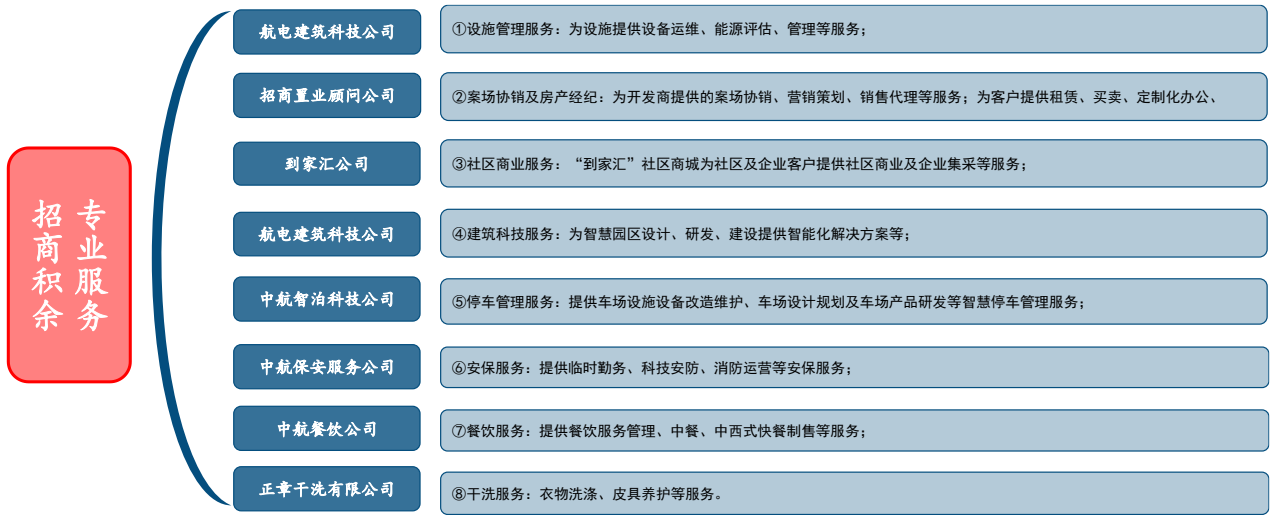 招商积余
专业服务
航电建筑科技公司
①设施管理服务：为设施提供设备运维、能源评估、管理等服务；
招商置业顾问公司
②案场协销及房产经纪：为开发商提供的案场协销、营销策划、销售代理等服务；为客户提供租赁、买卖、定制化办公、
到家汇公司
③社区商业服务：“到家汇”社区商城为社区及企业客户提供社区商业及企业集采等服务；
航电建筑科技公司
④建筑科技服务：为智慧园区设计、研发、建设提供智能化解决方案等；
中航智泊科技公司
⑤停车管理服务：提供车场设施设备改造维护、车场设计规划及车场产品研发等智慧停车管理服务；
中航保安服务公司
⑥安保服务：提供临时勤务、科技安防、消防运营等安保服务；
中航餐饮公司
⑦餐饮服务：提供餐饮服务管理、中餐、中西式快餐制售等服务；
正章干洗有限公司
⑧干洗服务：衣物洗涤、皮具养护等服务。